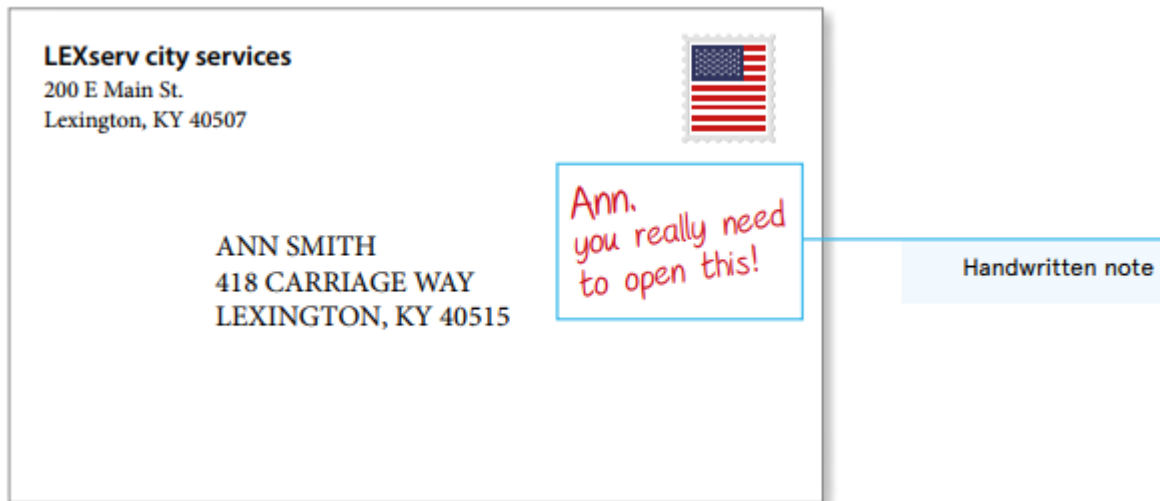 LEXserv city services
200 E Main St.
Lexington, KY 40507
ANN SMITH
418 CARRIAGE WAY
LEXINGTON, KY 40515
Ann,
you really need
to open this!
Handwritten note